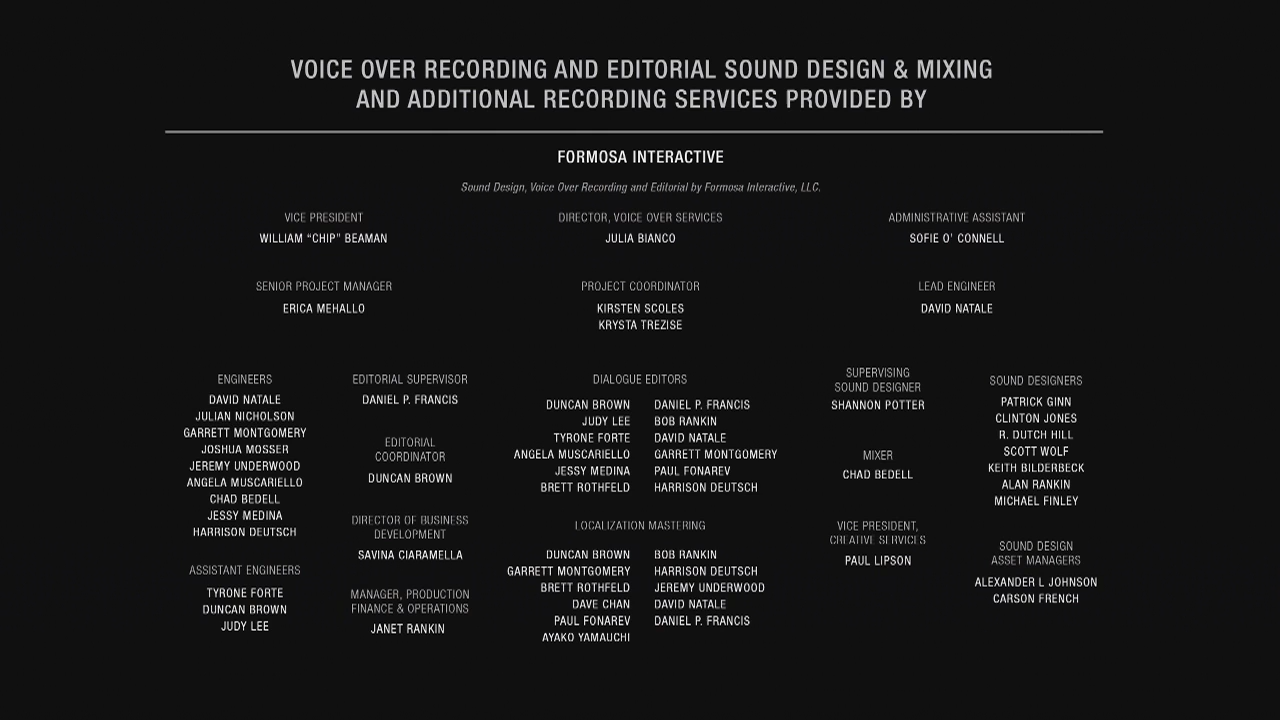 VOICE OVER RECORDING AND EDITORIAL SOUND DESIGN & MIXING
AND ADDITIONAL RECORDING SERVICES PROVIDED BY
FORMOSA INTERACTIVE
Sound Design, Voice Over Recording and Editorial by Formosa Interactive, LLC.
VICE PRESIDENT
WILLIAM “CHIP” BEAMAN
DIRECTOR, VOICE OVER SERVICES
JULIA BIANCO
ADMINISTRATIVE ASSISTANT
SOFIE O' CONNELL
SENIOR PROJECT MANAGER
ERICA MEHALLO
PROJECT COORDINATOR
KIRSTEN SCOLES
KRYSTA TREZISE
LEAD ENGINEER
DAVID NATALE
ENGINEERS
DAVID NATALE
JULIAN NICHOLSON
GARRETT MONTGOMERY
JOSHUA MOSSER
JEREMY UNDERWOOD
ANGELA MUSCARIELLO
CHAD BEDELL
JESSY MEDINA
HARRISON DEUTSCH
ASSISTANT ENGINEERS
TYRONE FORTE
DUNCAN BROWN
JUDY LEE
EDITORIAL SUPERVISOR
DANIEL P. FRANCIS
EDITORIAL
COORDINATOR
DUNCAN BROWN
DIRECTOR OF BUSINESS
DEVELOPMENT
SAVINA CIARAMELLA
MANAGER, PRODUCTION
FINANCE & OPERATIONS
JANET RANKIN
DIALOGUE EDITORS
DUNCAN BROWN DANIEL P. FRANCIS
JUDY LEE BOB RANKIN
TYRONE FORTE DAVID NATALE
ANGELA MUSCARIELLO GARRETT MONTGOMERY
JESSY MEDINA PAUL FONAREV
BRETT ROTHFELD HARRISON DEUTSCH
LOCALIZATION MASTERING
DUNCAN BROWN BOB RANKIN
GARRETT MONTGOMERY HARRISON DEUTSCH
BRETT ROTHFELD JEREMY UNDERWOOD
DAVE CHAN DAVID NATALE
PAUL FONAREV DANIEL P. FRANCIS
AYAKO YAMAUCHI
SUPERVISING
SOUND DESIGNER
SHANNON POTTER
MIXER
CHAD BEDELL
VICE PRESIDENT,
CREATIVE SERVICES
PAUL LIPSON
SOUND DESIGNERS
PATRICK GINN
CLINTON JONES
R. DUTCH HILL
SCOTT WOLF
KEITH BILDERBECK
ALAN RANKIN
MICHAEL FINLEY
SOUND DESIGN
ASSET MANAGERS
ALEXANDER L JOHNSON
CARSON FRENCH